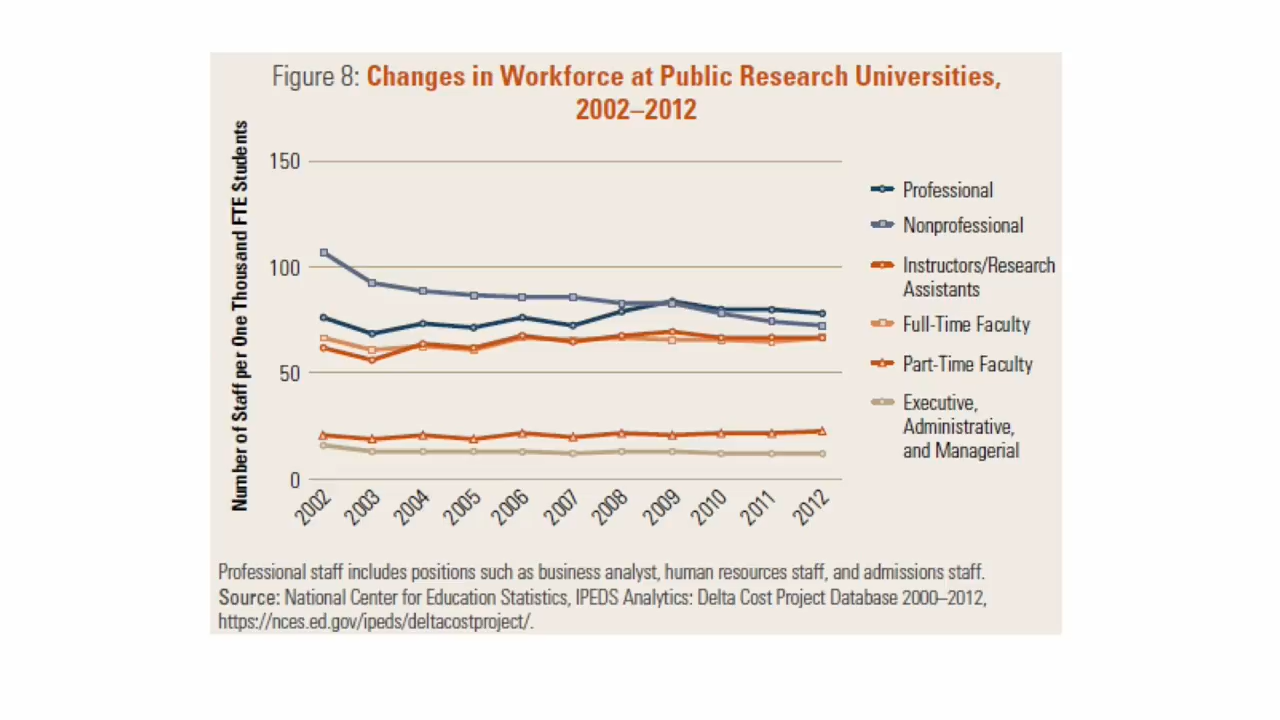 Figure 8: Changes in Workforce at Public Research Universities,
2002–2012
Number of Staff per One Thousand FTE Students
150
100
50
0
2002
2003
2004
2005
2006
2007
2008
2009
2010
2011
2012
Professional
Nonprofessional
Instructors/Research
Assistants
Full-Time Faculty
Part-Time Faculty
Executive,
Administrative,
and Managerial
Professional staff includes positions such as business analyst, human resources staff, and admissions staff.
Source: National Center for Education Statistics, IPEDS Analytics: Delta Cost Project Database 2000–2012,
https://nces.ed.gov/ipeds/deltacostproject/.